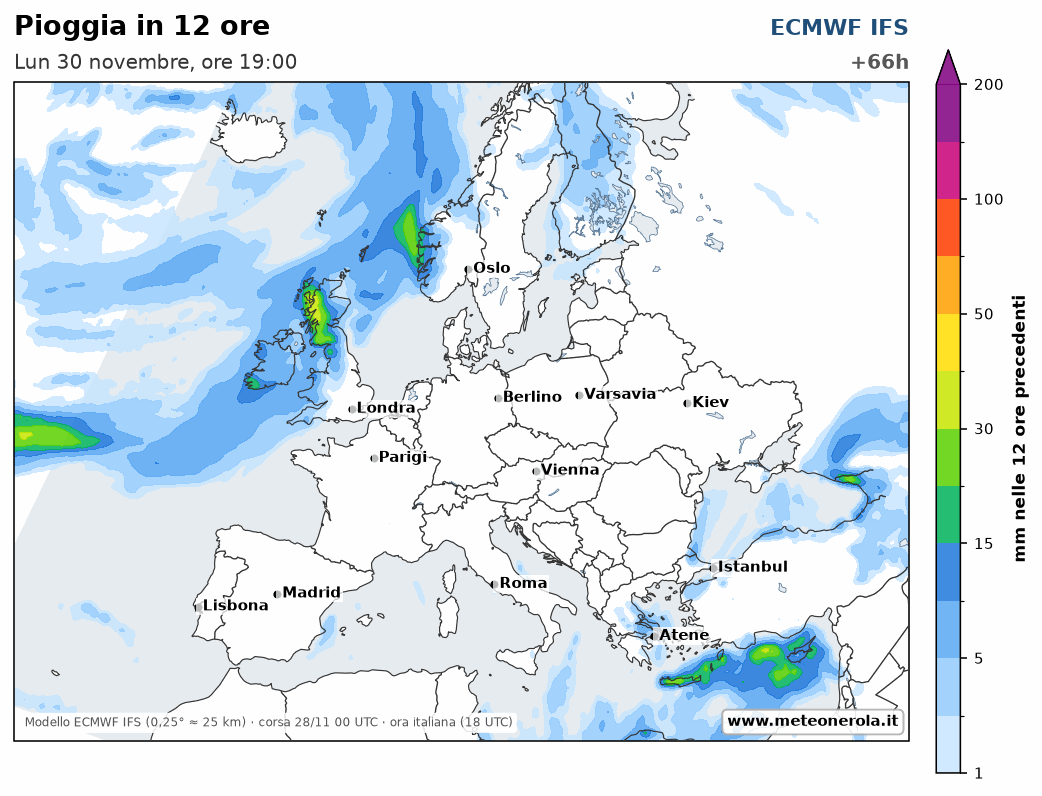 Pioggia in 12 ore
ECMWF IFS
Lun 30 novembre, ore 19:00
+66h
200
100
50
30
15
5
1
mm nelle 12 ore precedenti
Oslo
Berlino
Varsavia
Kiev
Londra
Parigi
Vienna
Istanbul
Roma
Madrid
Lisbona
Atene
Modello ECMWF IFS (0,25° ≈ 25 km) · corsa 28/11 00 UTC · ora italiana (18 UTC)
www.meteonerola.it